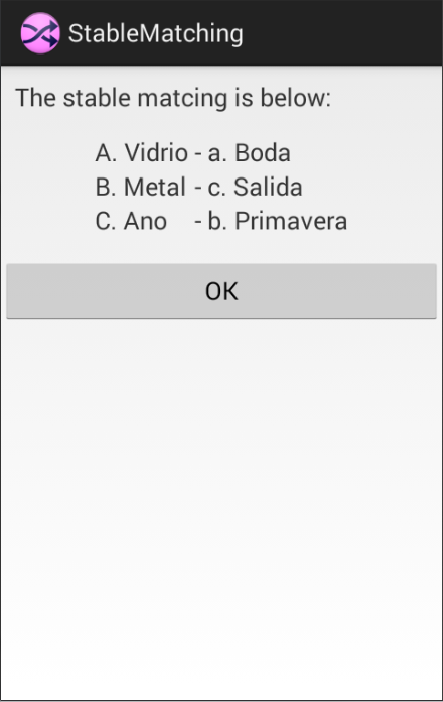 StableMatching
The stable matcing is below:
A. Vidrio - a. Boda
B. Metal - c. Salida
C. Ano - b. Primavera
OK